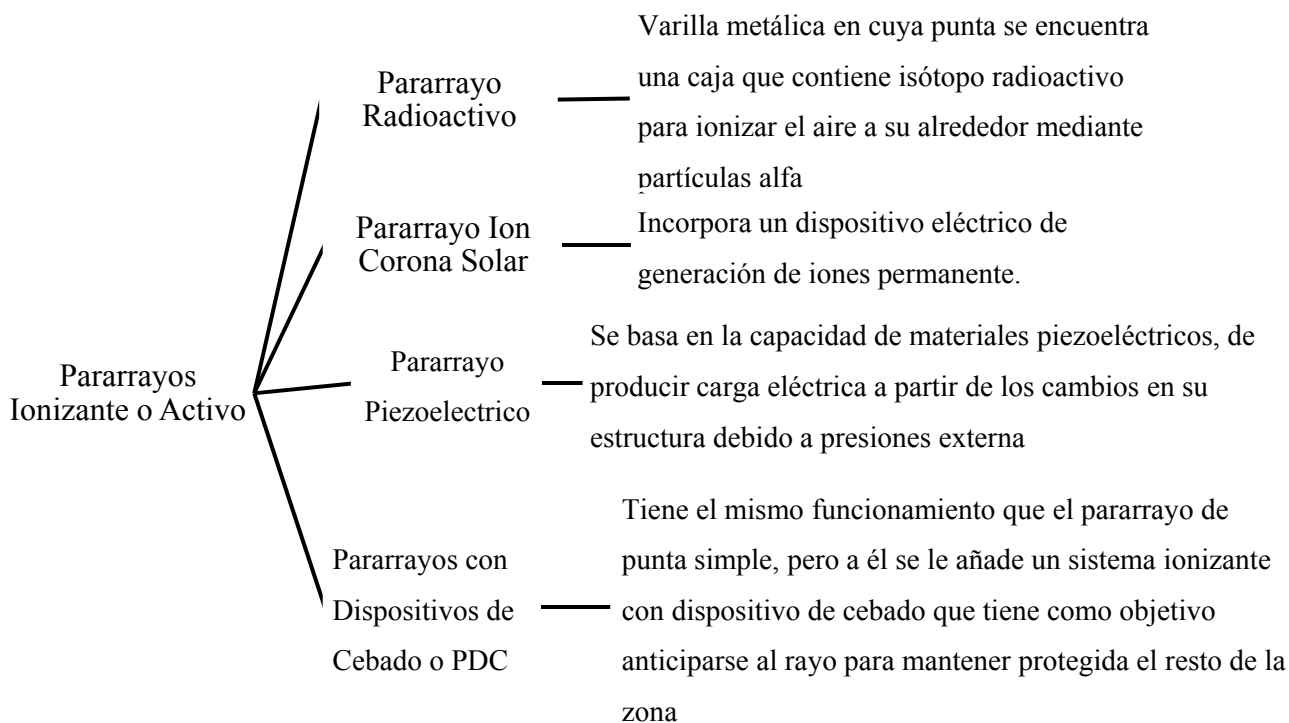 Pararrayos
Ionizante o Activo
Pararrayo
Radioactivo
Varilla metálica en cuya punta se encuentra
una caja que contiene isótopo radioactivo
para ionizar el aire a su alrededor mediante
partículas alfa
Pararrayo Ion
Corona Solar
Incorpora un dispositivo eléctrico de
generación de iones permanente.
Pararrayo
Piezoelectrico
Se basa en la capacidad de materiales piezoeléctricos, de
producir carga eléctrica a partir de los cambios en su
estructura debido a presiones externa
Pararrayos con
Dispositivos de
Cebado o PDC
Tiene el mismo funcionamiento que el pararrayo de
punta simple, pero a él se le añade un sistema ionizante
con dispositivo de cebado que tiene como objetivo
anticiparse al rayo para mantener protegida el resto de la
zona